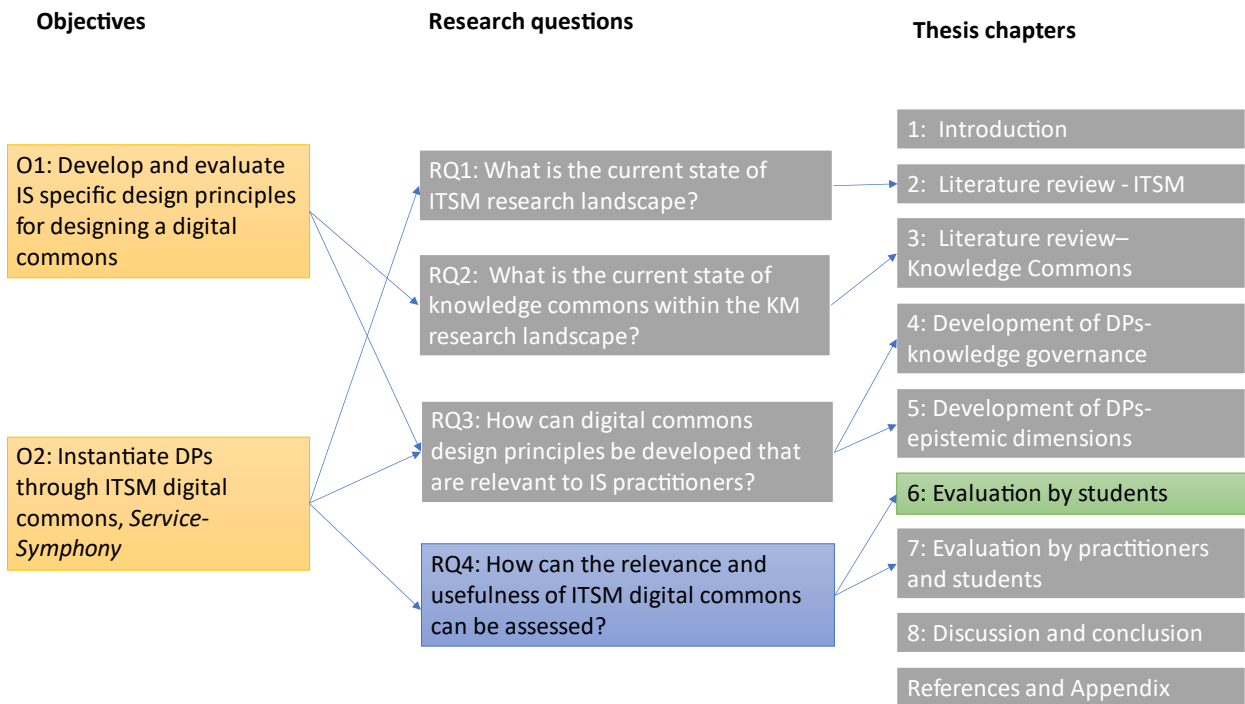 Objectives
Research questions
Thesis chapters
O1: Develop and evaluate
IS specific design principles
for designing a digital
commons
O2: Instantiate DPs
through ITSM digital
commons, Service-
Symphony
RQ1: What is the current state of
ITSM research landscape?
RQ2:  What is the current state of
knowledge commons within the KM
research landscape?
RQ3: How can digital commons
design principles be developed that
are relevant to IS practitioners?
RQ4: How can the relevance and
usefulness of ITSM digital commons
can be assessed?
1:  Introduction
2:  Literature review - ITSM
3:  Literature review–
Knowledge Commons
4: Development of DPs-
knowledge governance
5: Development of DPs-
epistemic dimensions
6: Evaluation by students
7: Evaluation by practitioners
and students
8: Discussion and conclusion
References and Appendix